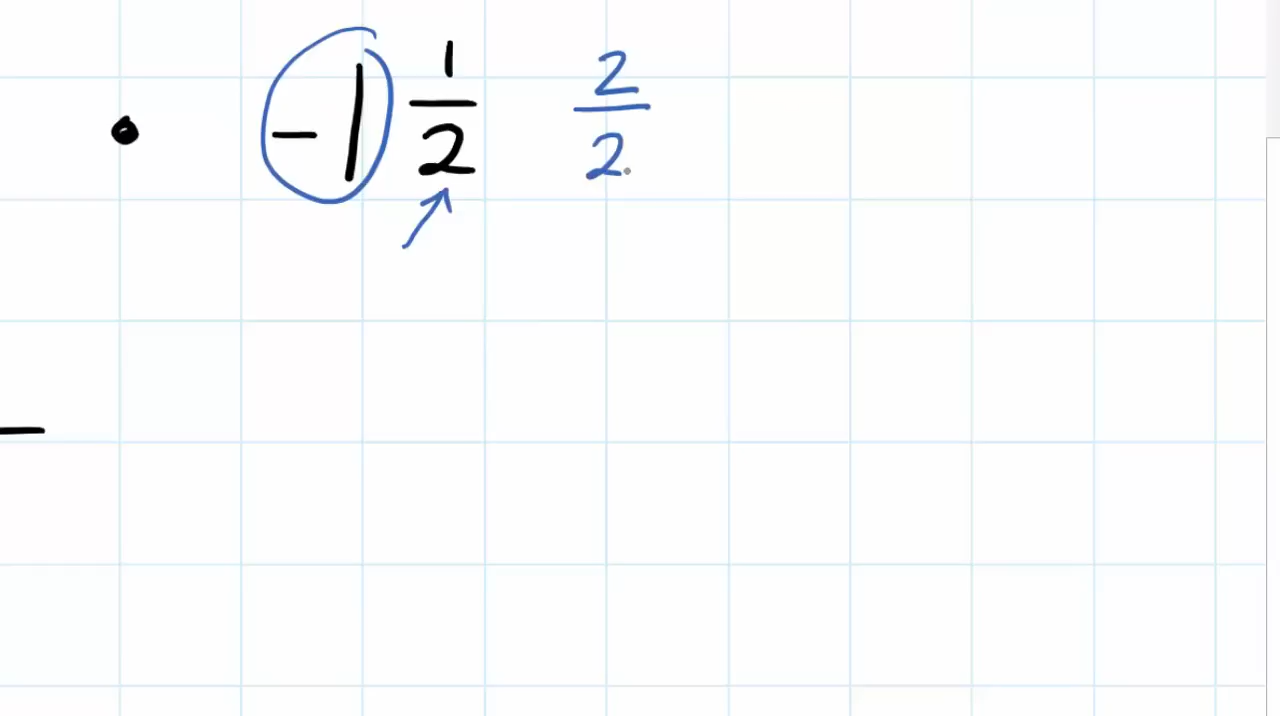 • -1 1/2 2/2
—